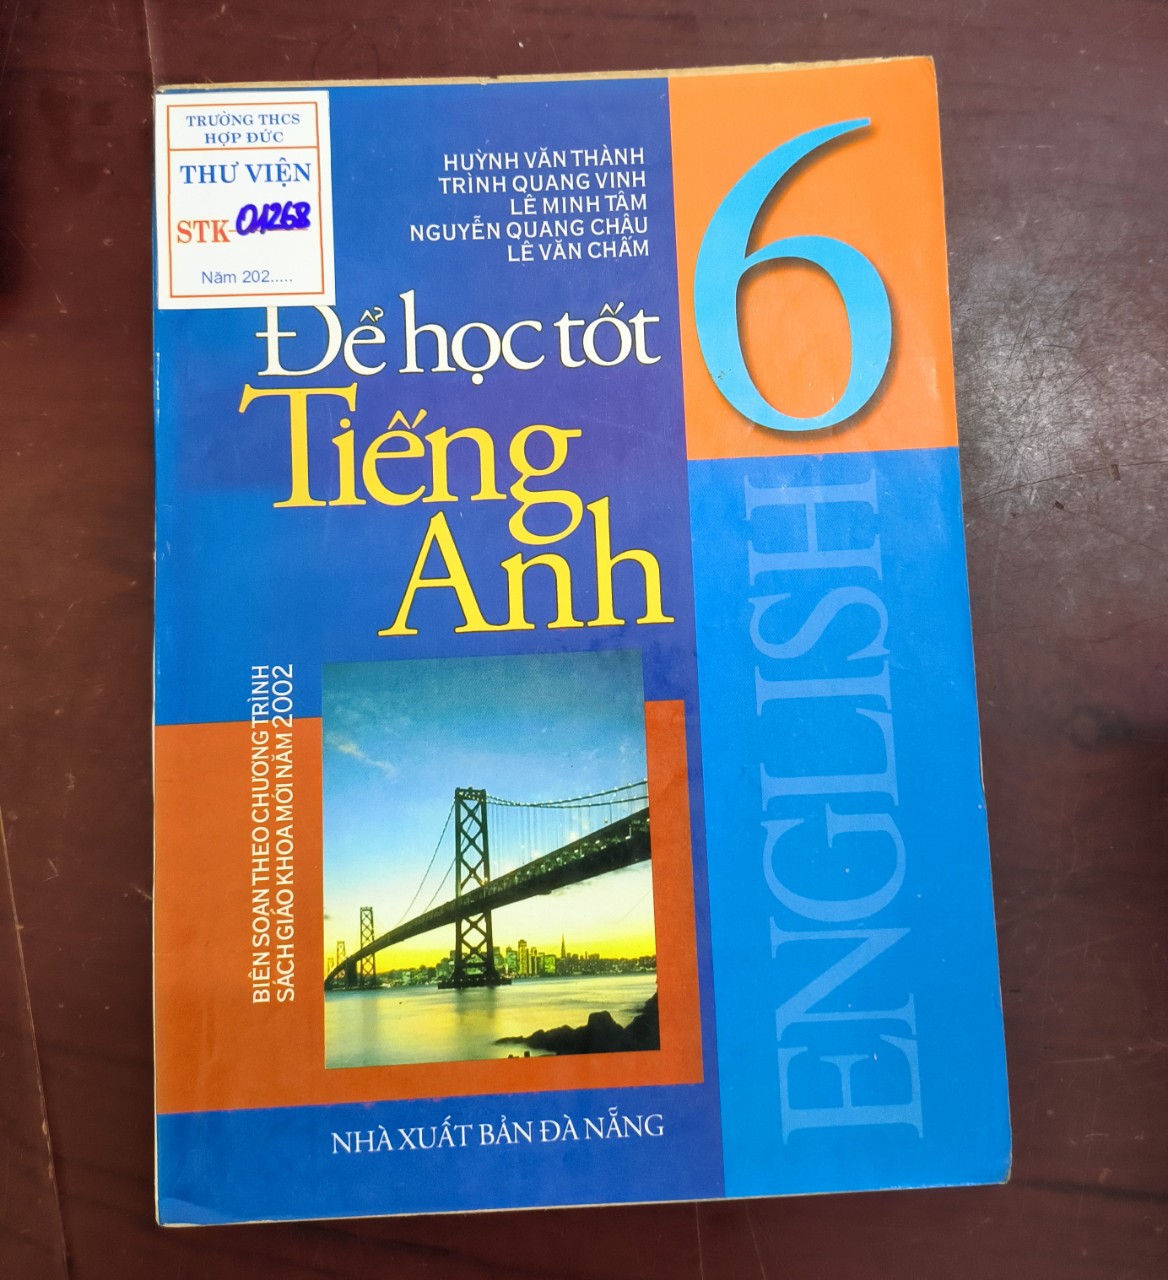 TRƯỜNG THCS
HỢP ĐỨC
THƯ VIỆN
STK-01268
Năm 202.....
HUỲNH VĂN THÀNH
TRÌNH QUANG VINH
LÊ MINH TÂM
NGUYỄN QUANG CHÂU
LÊ VĂN CHẤM
6
Để học tốt
Tiếng
Anh
ENGLISH
BIÊN SOẠN THEO CHƯƠNG TRÌNH
SÁCH GIÁO KHOA MỚI NĂM 2002
NHÀ XUẤT BẢN ĐÀ NẴNG